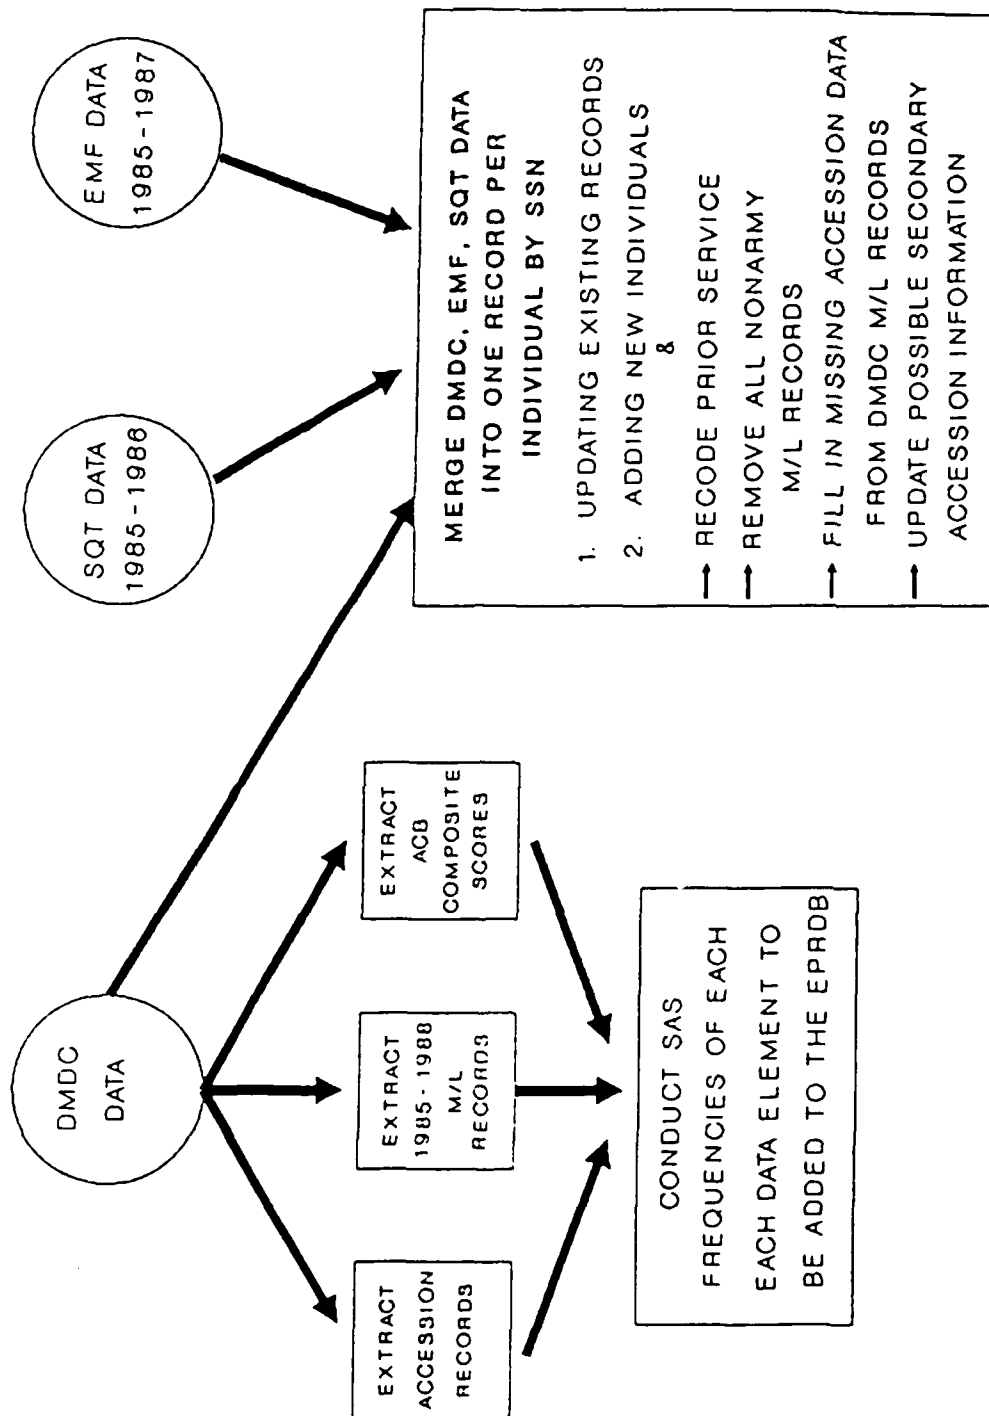 DMDC
DATA
SQT DATA
1985-1986
EMF DATA
1985-1987
EXTRACT
ACCESSION
RECORDS
EXTRACT
1985-1988
M/L
RECORDS
EXTRACT
ACB
COMPOSITE
SCORES
CONDUCT SAS
FREQUENCIES OF EACH
EACH DATA ELEMENT TO
BE ADDED TO THE EPRDB
MERGE DMDC, EMF, SQT DATA
INTO ONE RECORD PER
INDIVIDUAL BY SSN
1. UPDATING EXISTING RECORDS
2. ADDING NEW INDIVIDUALS
&
RECODE PRIOR SERVICE
REMOVE ALL NONARMY
M/L RECORDS
FILL IN MISSING ACCESSION DATA
FROM DMDC M/L RECORDS
UPDATE POSSIBLE SECONDARY
ACCESSION INFORMATION